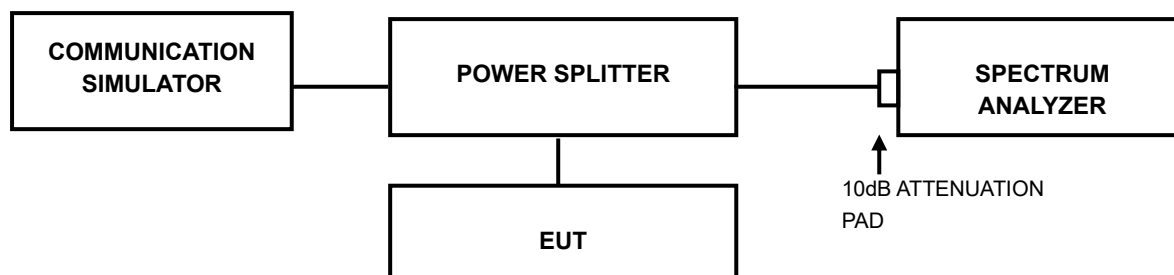 COMMUNICATION
SIMULATOR
POWER SPLITTER
SPECTRUM
ANALYZER
10dB ATTENUATION
PAD
EUT